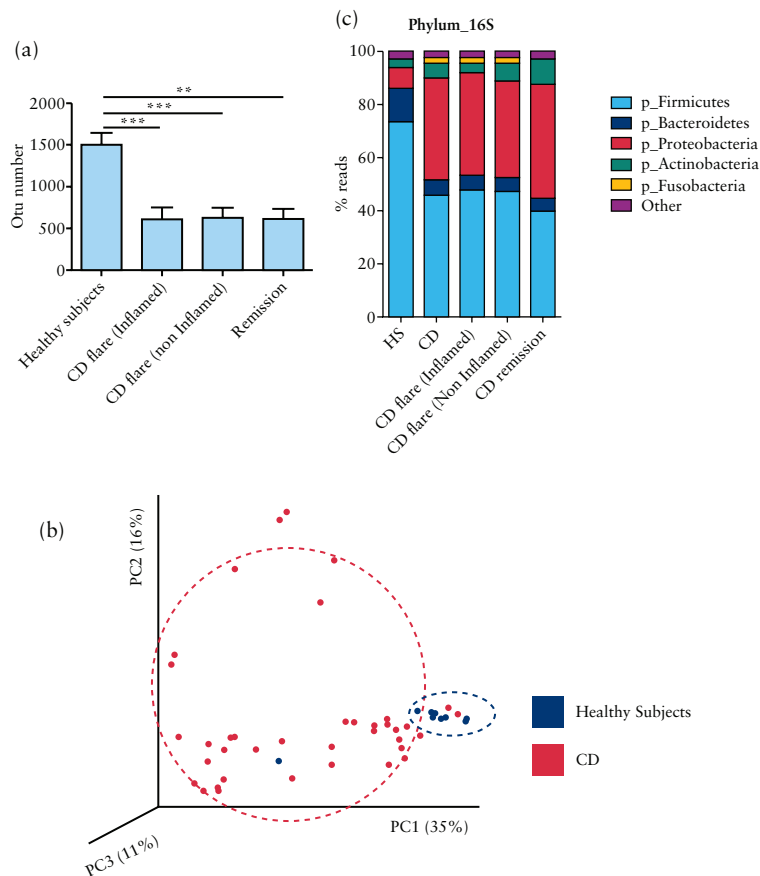 (a)
**
***
***
2000
1500
1000
500
0
Otu number
Healthy subjects
CD flare (Inflamed)
CD flare (non Inflamed)
Remission
(c)
Phylum_16S
100
80
60
40
20
0
% reads
HS
CD
CD flare (Inflamed)
CD flare (Non Inflamed)
CD remission
p_Firmicutes
p_Bacteroidetes
p_Proteobacteria
p_Actinobacteria
p_Fusobacteria
Other
(b)
PC2 (16%)
PC1 (35%)
PC3 (11%)
Healthy Subjects
CD